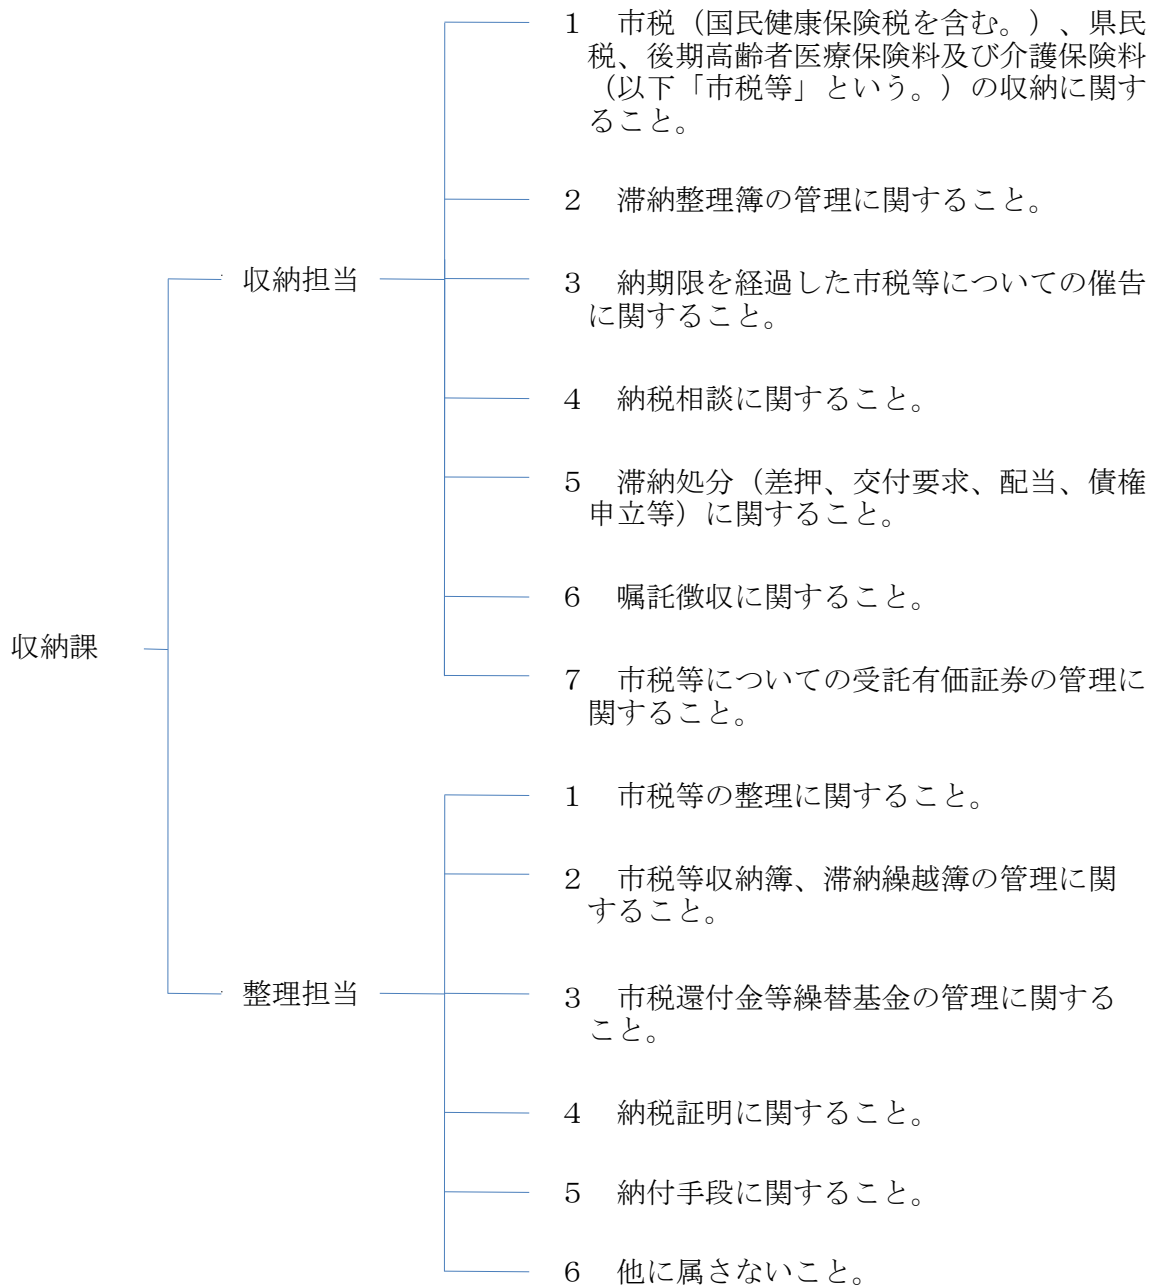 収納課
収納担当
１　市税（国民健康保険税を含む。）、県民
税、後期高齢者医療保険料及び介護保険料
（以下「市税等」という。）の収納に関す
ること。
２　滞納整理簿の管理に関すること。
３　納期限を経過した市税等についての催告
に関すること。
４　納税相談に関すること。
５　滞納処分（差押、交付要求、配当、債権
申立等）に関すること。
６　嘱託徴収に関すること。
７　市税等についての受託有価証券の管理に
関すること。
整理担当
１　市税等の整理に関すること。
２　市税等収納簿、滞納繰越簿の管理に関
すること。
３　市税還付金等繰替基金の管理に関する
こと。
４　納税証明に関すること。
５　納付手段に関すること。
６　他に属さないこと。